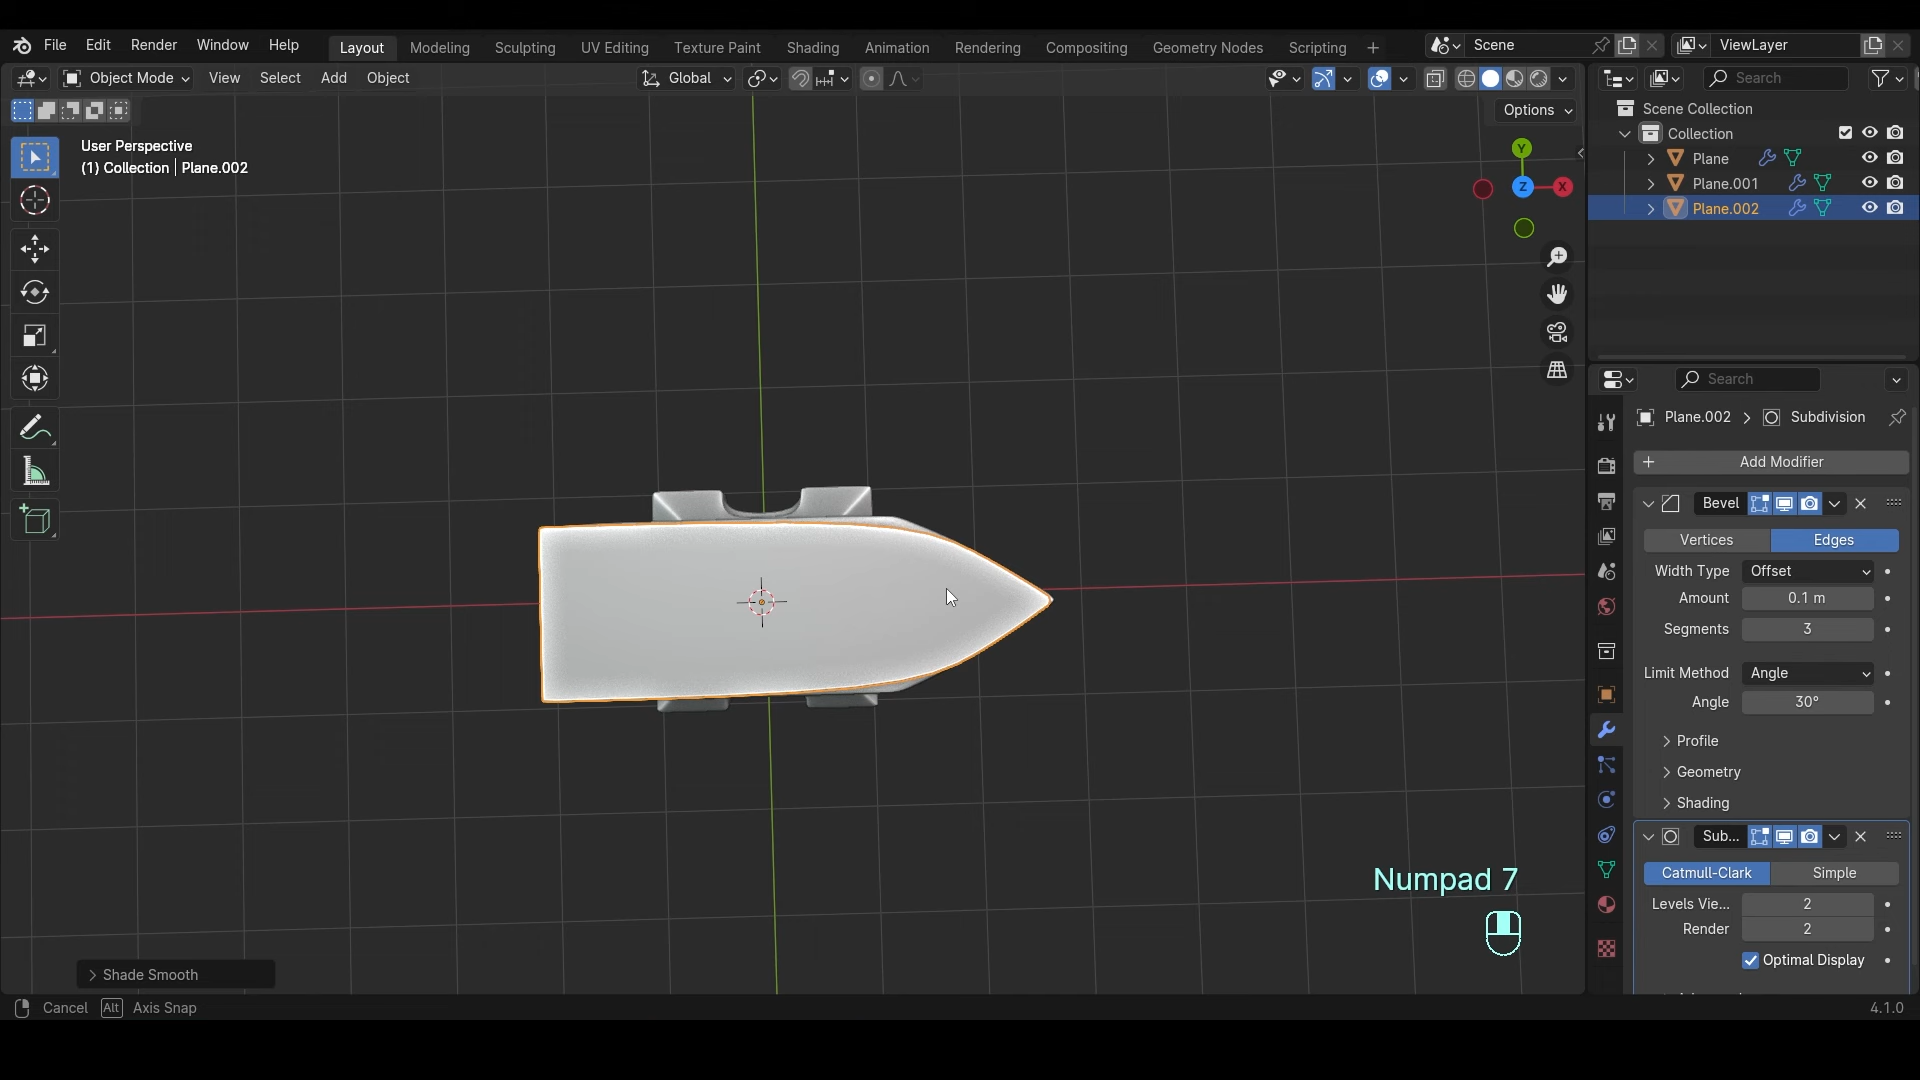 File Edit Render Window Help Layout Modeling Sculpting UV Editing Texture Paint Shading Animation Rendering Compositing Geometry Nodes Scripting + Scene ViewLayer
Object Mode View Select Add Object Global Search
Options
User Perspective
(1) Collection | Plane.002
Y
Z
X
Scene Collection
Collection
Plane
Plane.001
Plane.002
Search
Plane.002 > Subdivision
+ Add Modifier
Bevel
Vertices Edges
Width Type Offset
Amount 0.1 m
Segments 3
Limit Method Angle
Angle 30°
Profile
Geometry
Shading
Sub...
Catmull-Clark Simple
Levels Vie... 2
Render 2
Optimal Display
Numpad 7
Shade Smooth
Cancel Alt Axis Snap
4.1.0